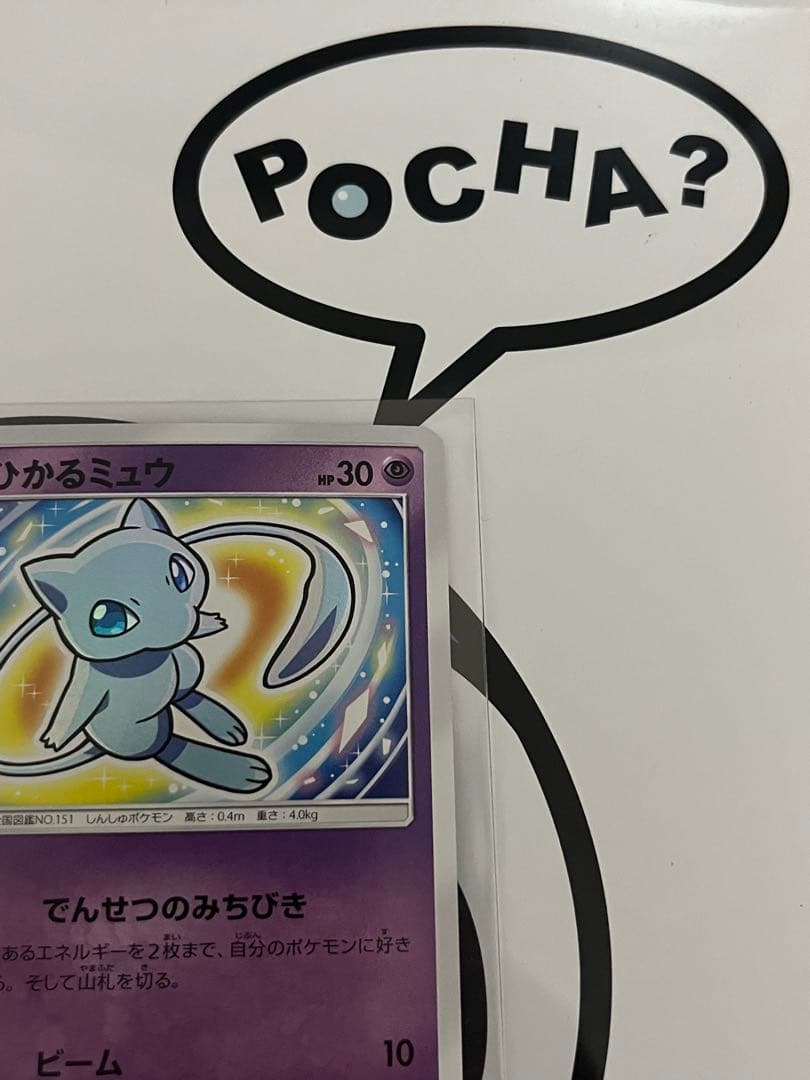 POCHA?
ひかるミュウ HP 30
国図鑑NO.151 しんしゅポケモン 高さ：0.4m 重さ：4.0kg
でんせつのみちびき
あるエネルギーを2枚まで、自分のポケモンに好き
る。そして山札を切る。
ビーム 10